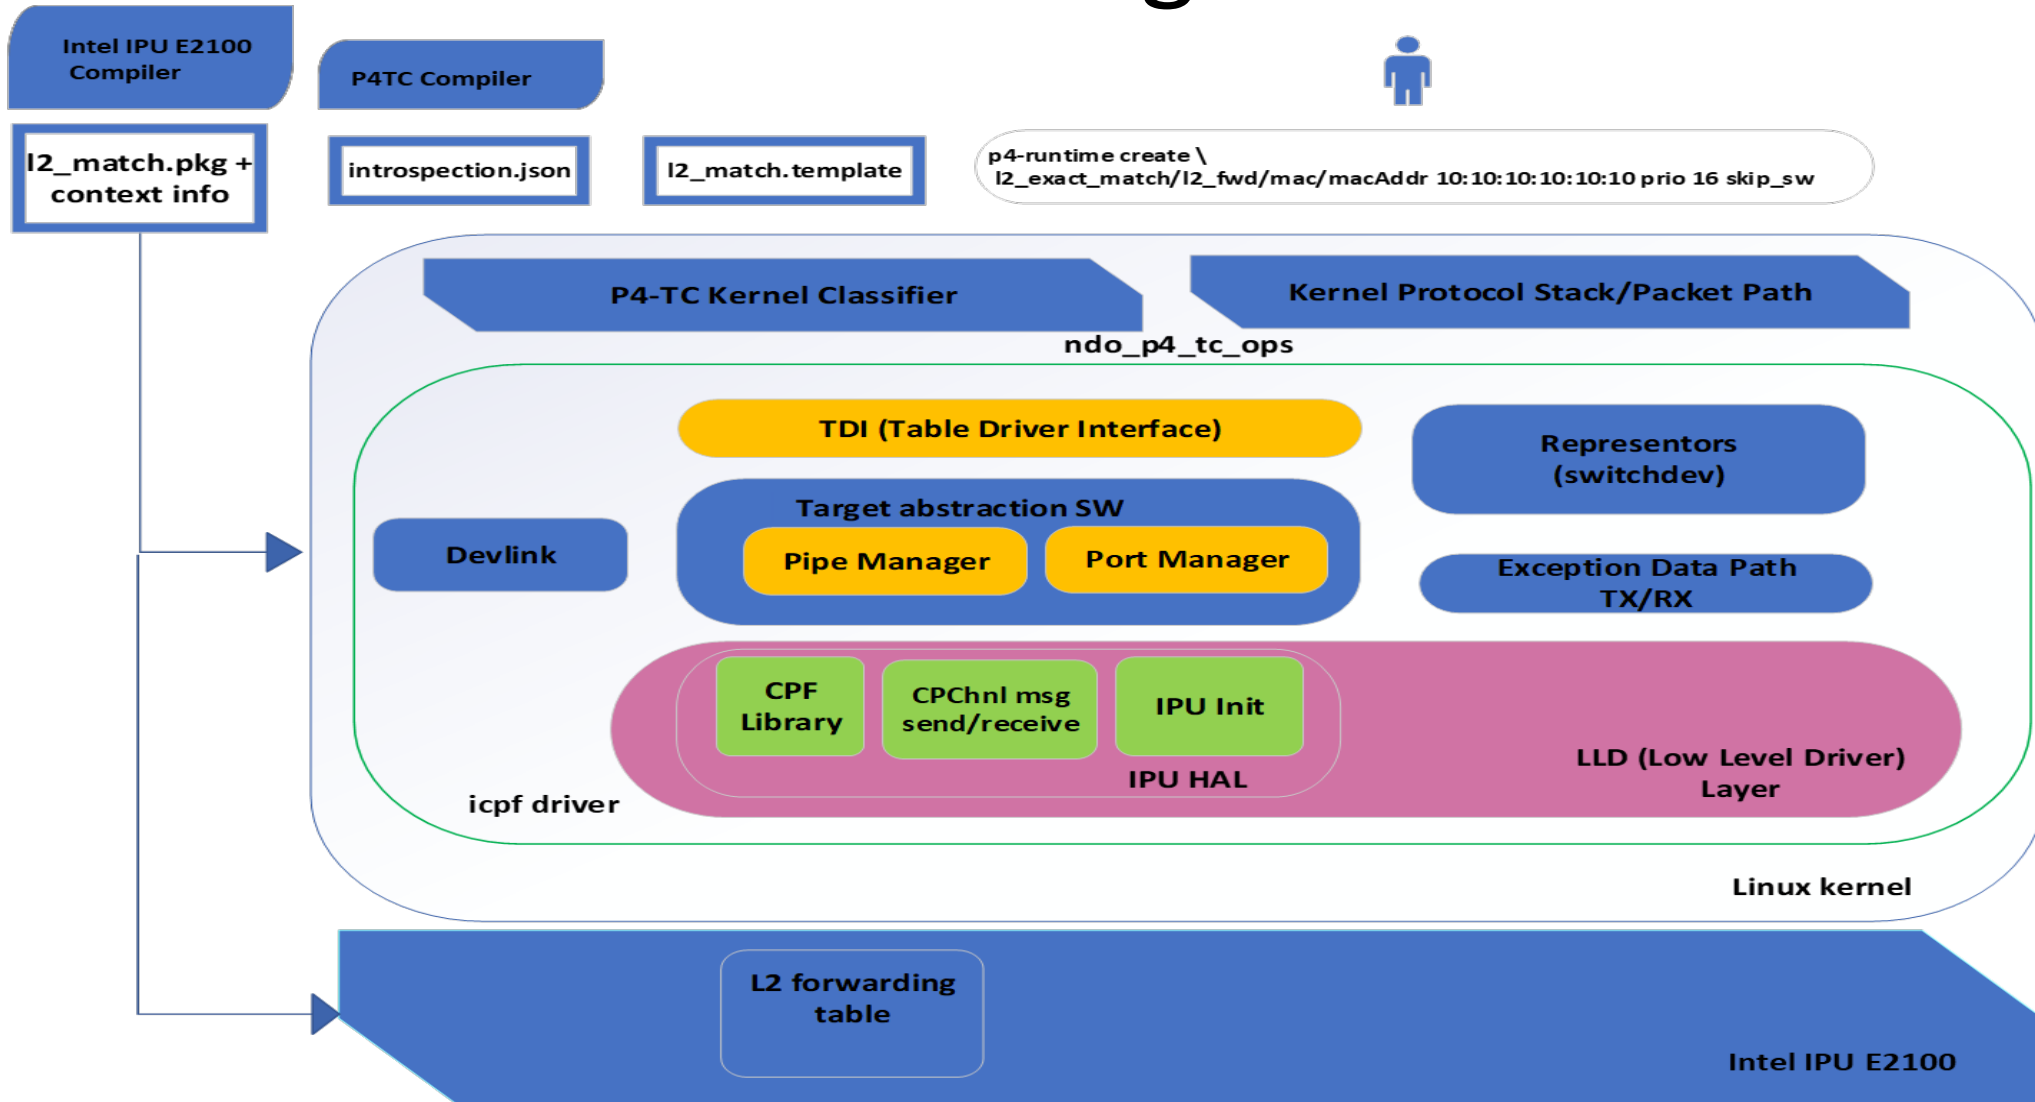 g
Intel IPU E2100
Compiler
P4TC Compiler
l2_match.pkg +
context info
introspection.json
l2_match.template
p4-runtime create \
l2_exact_match/l2_fwd/mac/macAddr 10:10:10:10:10:10 prio 16 skip_sw
P4-TC Kernel Classifier
Kernel Protocol Stack/Packet Path
ndo_p4_tc_ops
TDI (Table Driver Interface)
Representors
(switchdev)
Target abstraction SW
Devlink
Pipe Manager
Port Manager
Exception Data Path
TX/RX
CPF
Library
CPChnl msg
send/receive
IPU Init
IPU HAL
LLD (Low Level Driver)
Layer
icpf driver
Linux kernel
L2 forwarding
table
Intel IPU E2100